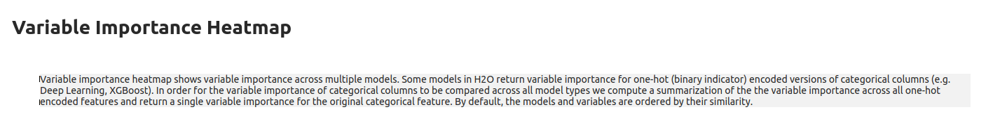 Variable Importance Heatmap
Variable importance heatmap shows variable importance across multiple models. Some models in H2O return variable importance for one-hot (binary indicator) encoded versions of categorical columns (e.g.
Deep Learning, XGBoost). In order for the variable importance of categorical columns to be compared across all model types we compute a summarization of the the variable importance across all one-hot
encoded features and return a single variable importance for the original categorical feature. By default, the models and variables are ordered by their similarity.